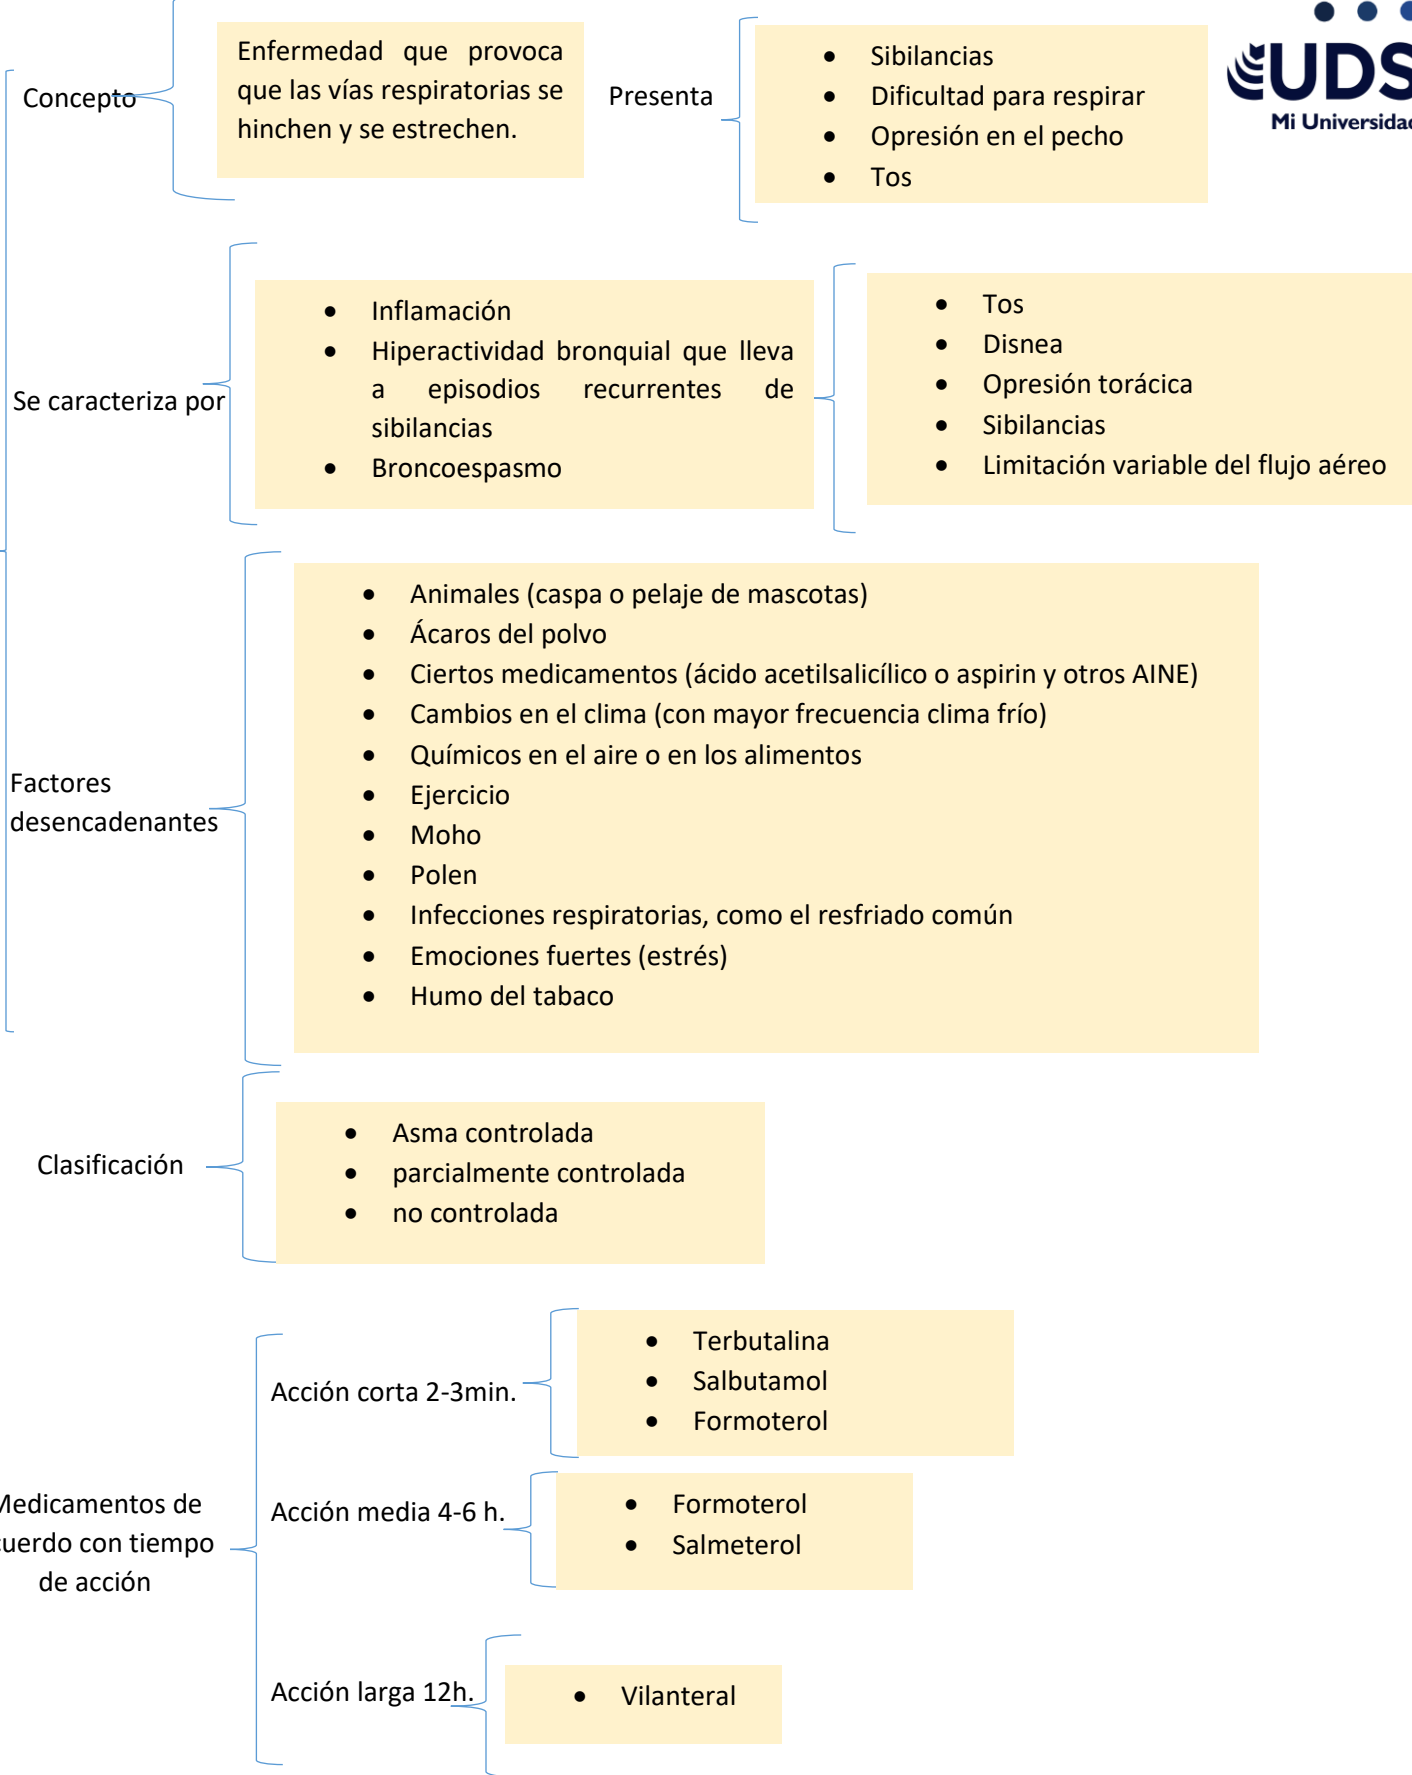 Concepto
Enfermedad que provoca
que las vías respiratorias se
hinchen y se estrechen.
Presenta
• Sibilancias
• Dificultad para respirar
• Opresión en el pecho
• Tos
UDS
Mi Universidad
Se caracteriza por
• Inflamación
• Hiperactividad bronquial que lleva
a episodios recurrentes de
sibilancias
• Broncoespasmo
• Tos
• Disnea
• Opresión torácica
• Sibilancias
• Limitación variable del flujo aéreo
Factores
desencadenantes
• Animales (caspa o pelaje de mascotas)
• Ácaros del polvo
• Ciertos medicamentos (ácido acetilsalicílico o aspirin y otros AINE)
• Cambios en el clima (con mayor frecuencia clima frío)
• Químicos en el aire o en los alimentos
• Ejercicio
• Moho
• Polen
• Infecciones respiratorias, como el resfriado común
• Emociones fuertes (estrés)
• Humo del tabaco
Clasificación
• Asma controlada
• parcialmente controlada
• no controlada
Medicamentos de
cuerdo con tiempo
de acción
Acción corta 2-3min.
• Terbutalina
• Salbutamol
• Formoterol
Acción media 4-6 h.
• Formoterol
• Salmeterol
Acción larga 12h.
• Vilanteral